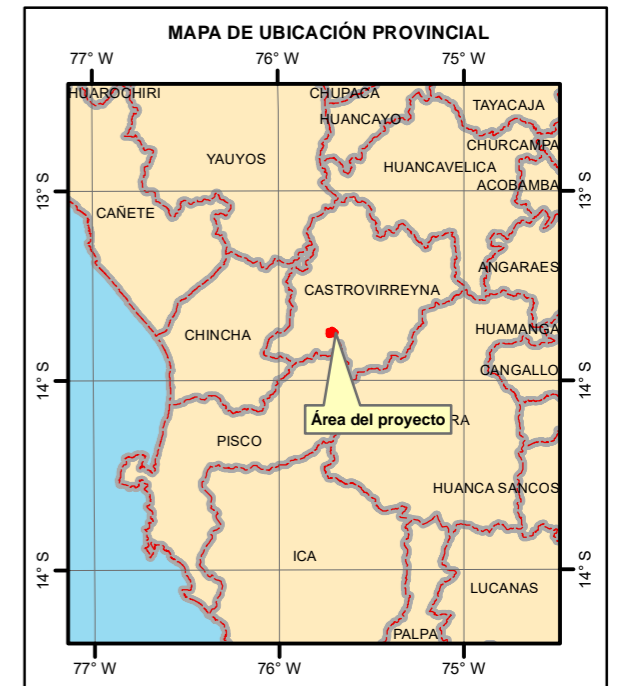 MAPA DE UBICACIÓN PROVINCIAL
77° W 76° W 75° W
HUAROCHIRI
CHUPACA
TAYACAJA
HUANCAYO
CHURCAMPA
YAUYOS
HUANCAVELICA
ACOBAMBA
13° S
13° S
CAÑETE
ANGARAES
CASTROVIRREYNA
CHINCHA
HUAMANGA
CANGALLO
14° S
14° S
Área del proyecto
RA
PISCO
HUANCA SANCOS
ICA
14° S
14° S
LUCANAS
PALPA
77° W 76° W 75° W